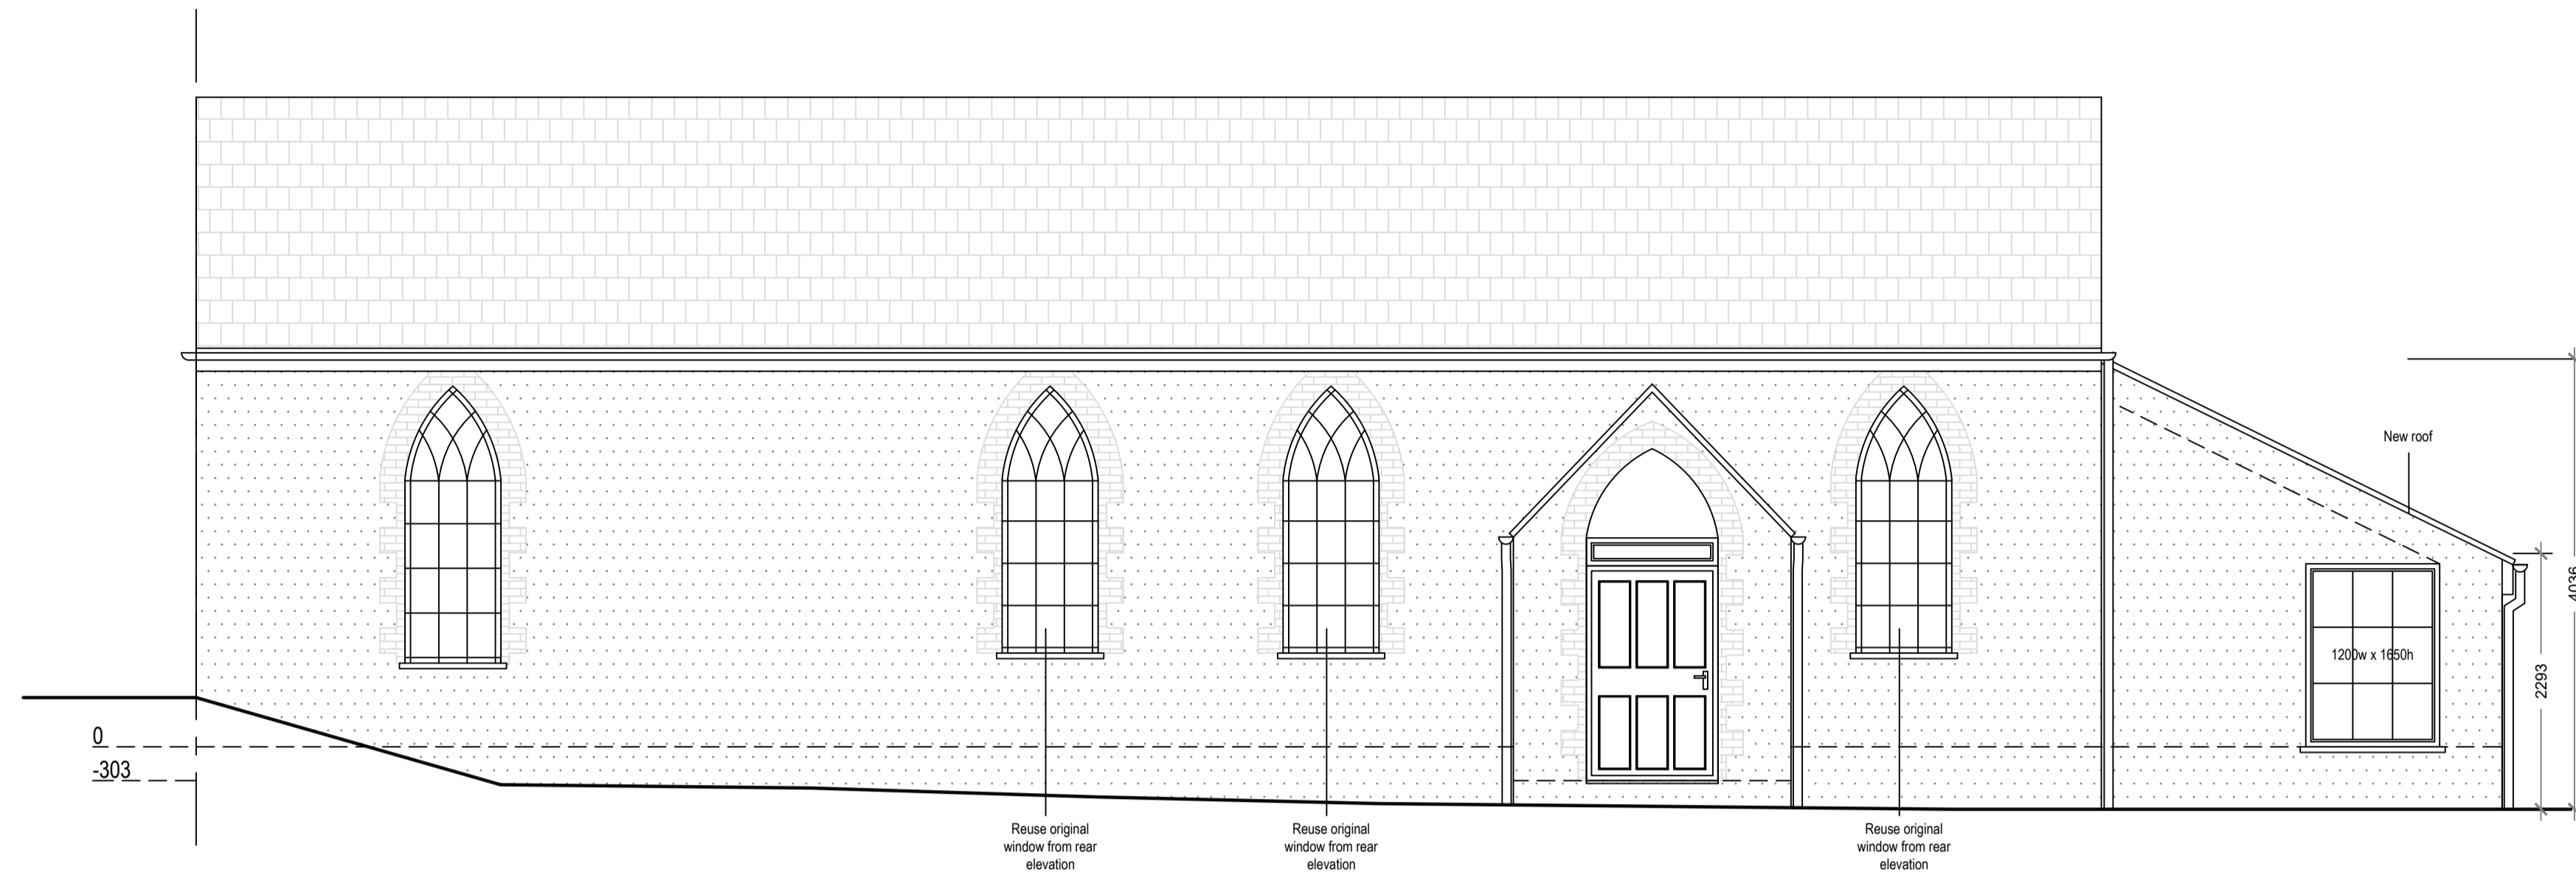 New roof
4036
1200w x 1650h
2293
0
-303
Reuse original
window from rear
elevation
Reuse original
window from rear
elevation
Reuse original
window from rear
elevation